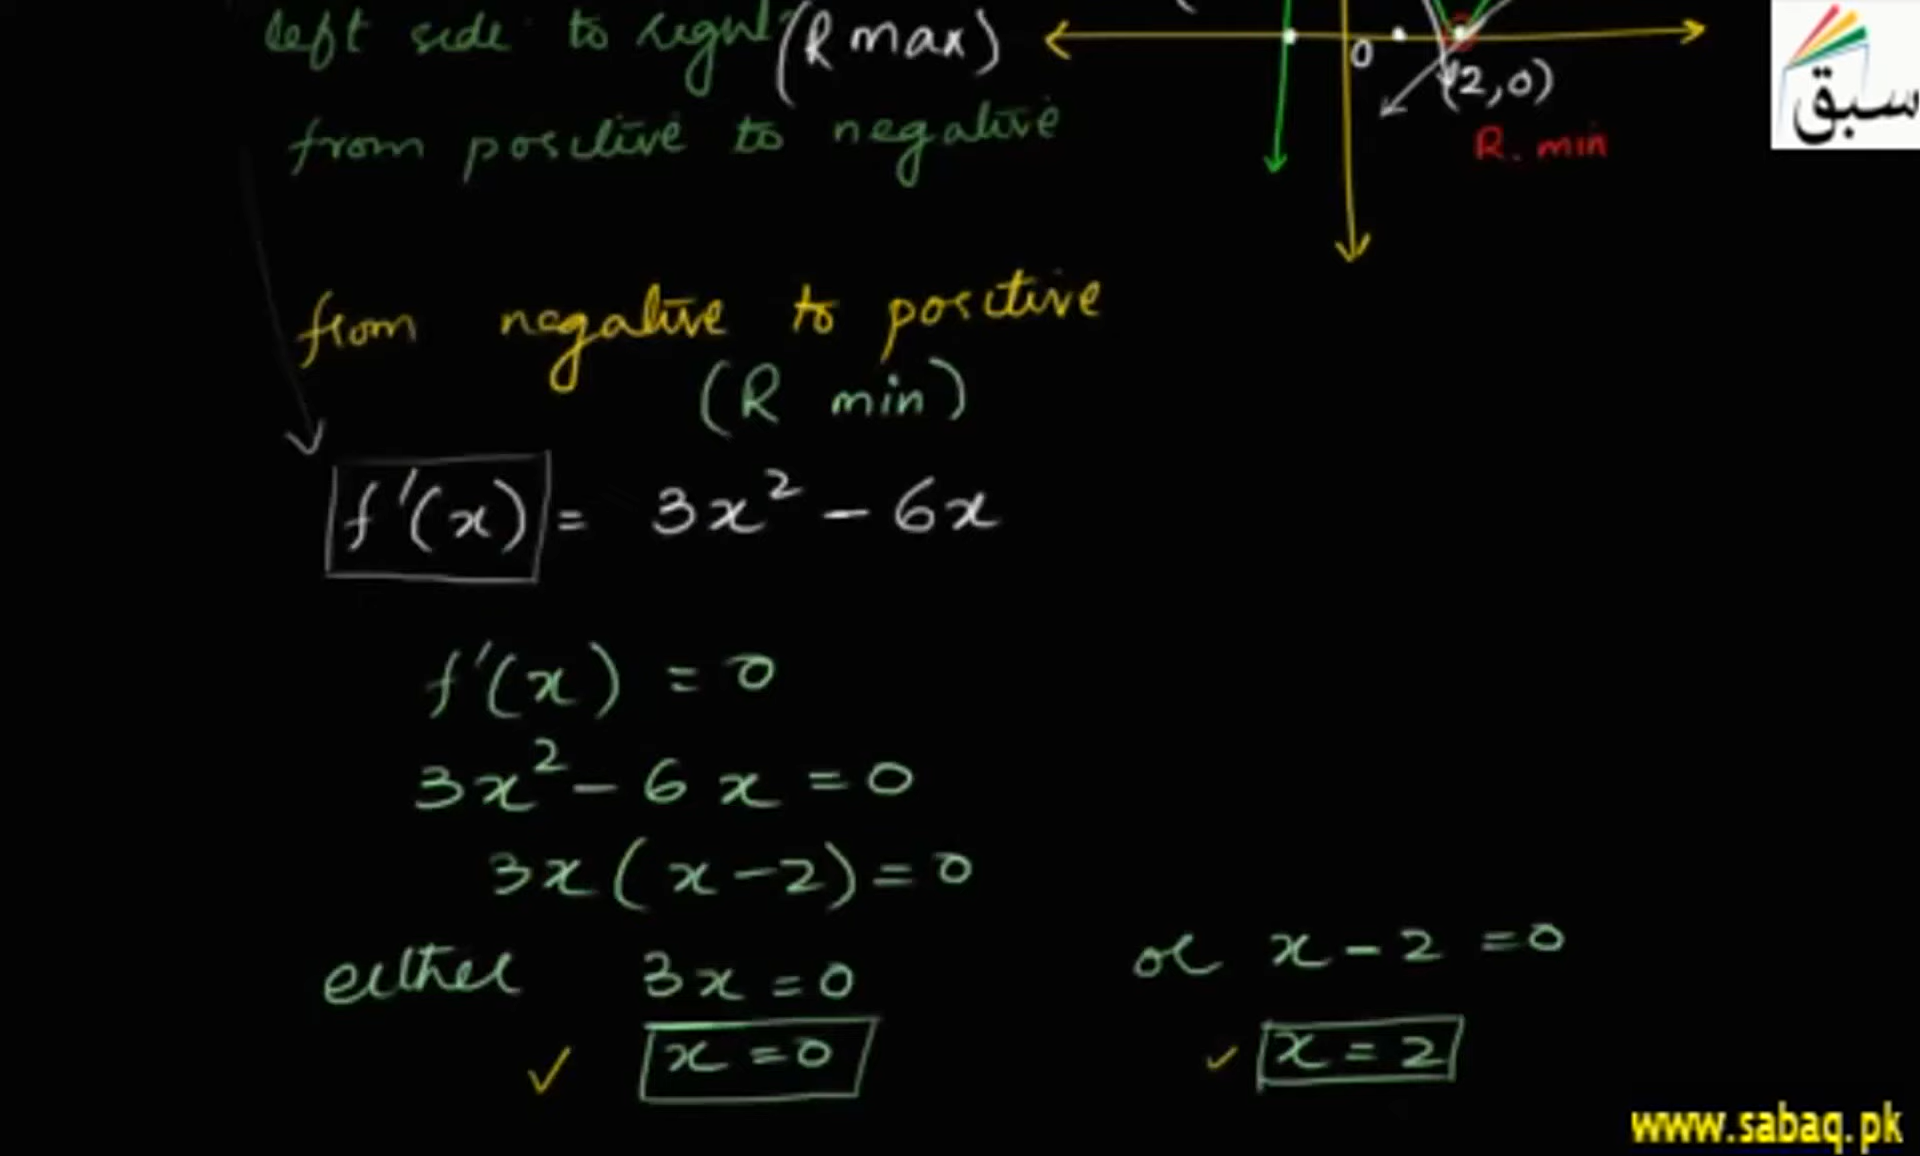 left side to right (R max)
from positive to negative
0
(2,0)
R. min
سبق
from negative to positive
(R min)
f'(x) = 3x² - 6x
f'(x) = 0
3x² - 6x = 0
3x(x-2) = 0
either 3x = 0 or x - 2 = 0
✓ x = 0 ✓ x = 2
www.sabaq.pk